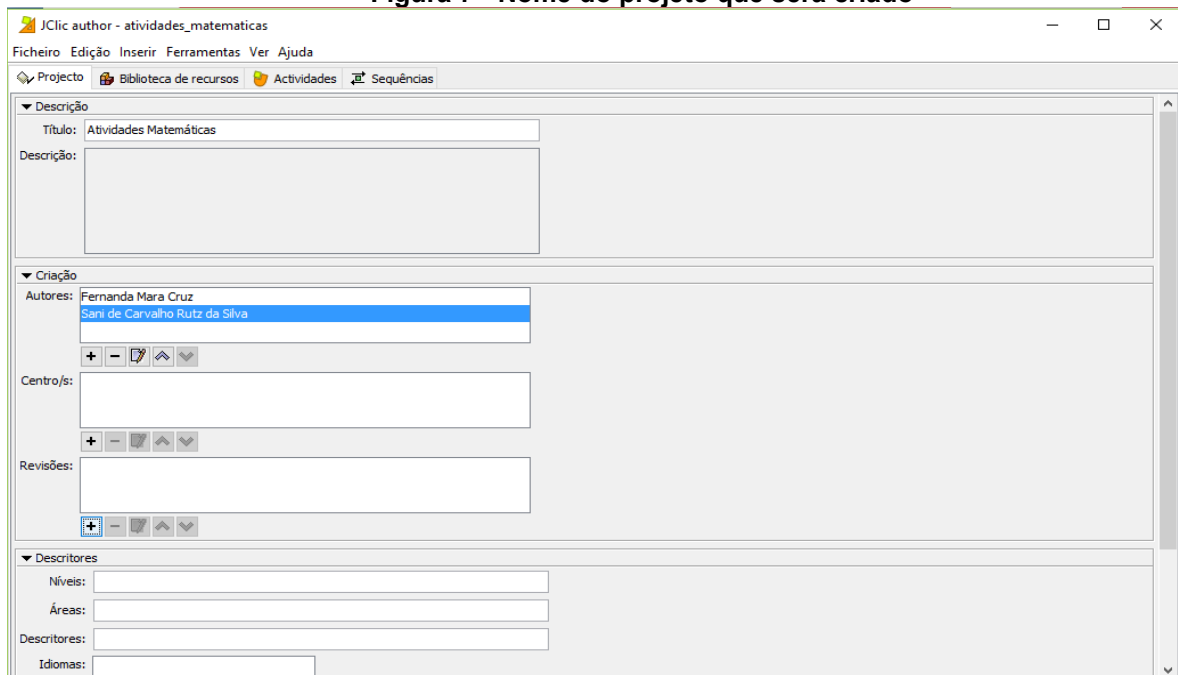 JClic author - atividades_matematicas
Ficheiro Edição Inserir Ferramentas Ver Ajuda
Projecto Biblioteca de recursos Actividades Sequências
Descrição
Título: Atividades Matemáticas
Descrição:
Criação
Autores: Fernanda Mara Cruz
Sani de Carvalho Rutz da Silva
Centro/s:
Revisões:
Descritores
Níveis:
Áreas:
Descritores:
Idiomas: